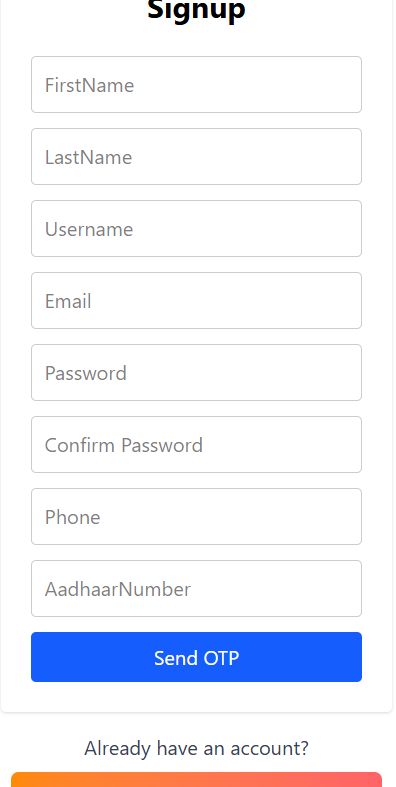 Signup
FirstName
LastName
Username
Email
Password
Confirm Password
Phone
AadhaarNumber
Send OTP
Already have an account?